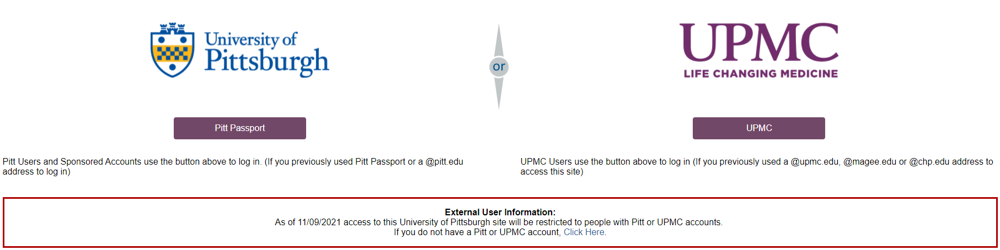 University of
Pittsburgh
or
UPMC
LIFE CHANGING MEDICINE
Pitt Passport
UPMC
Pitt Users and Sponsored Accounts use the button above to log in. (If you previously used Pitt Passport or a @pitt.edu
address to log in)
UPMC Users use the button above to log in (If you previously used a @upmc.edu, @magee.edu or @chp.edu address to
access this site)
External User Information:
As of 11/09/2021 access to this University of Pittsburgh site will be restricted to people with Pitt or UPMC accounts.
If you do not have a Pitt or UPMC account, Click Here.